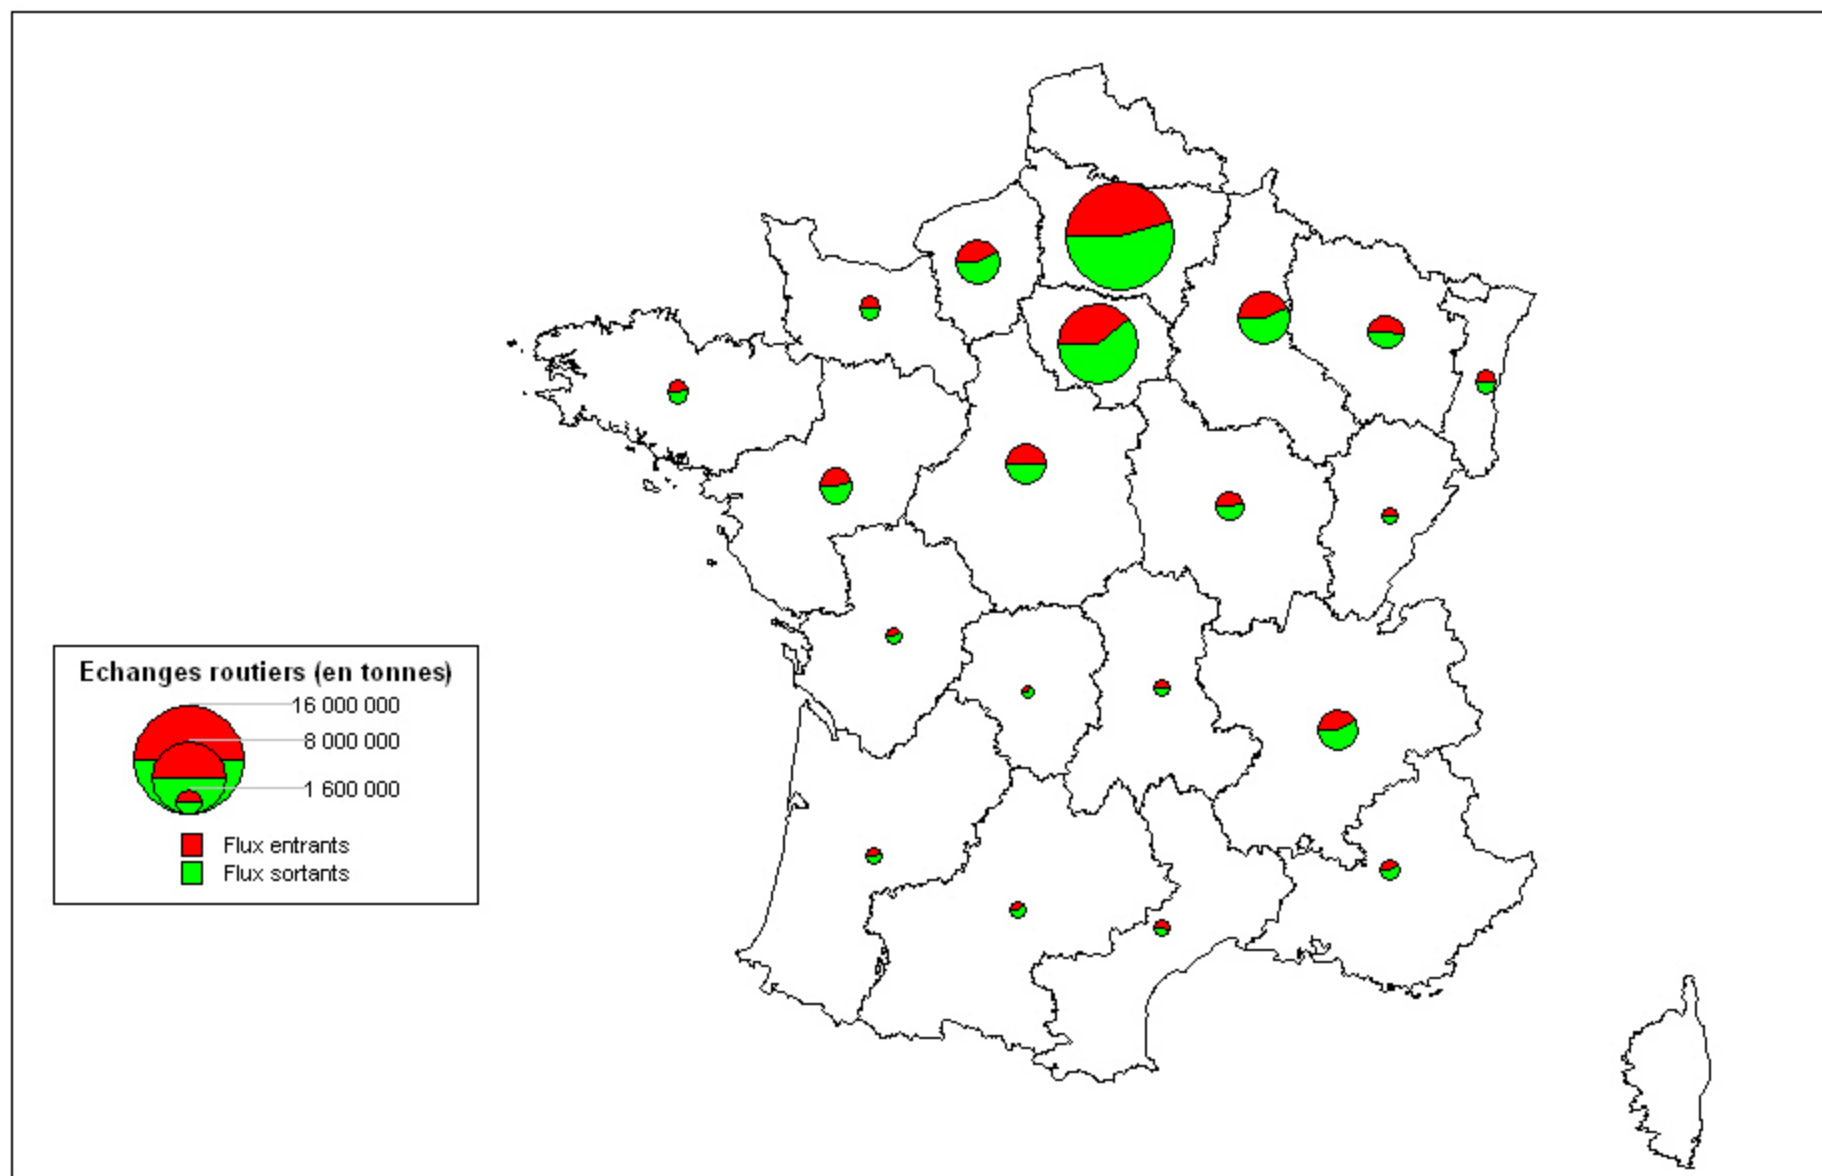 Echanges routiers (en tonnes)
16 000 000
8 000 000
1 600 000
Flux entrants
Flux sortants